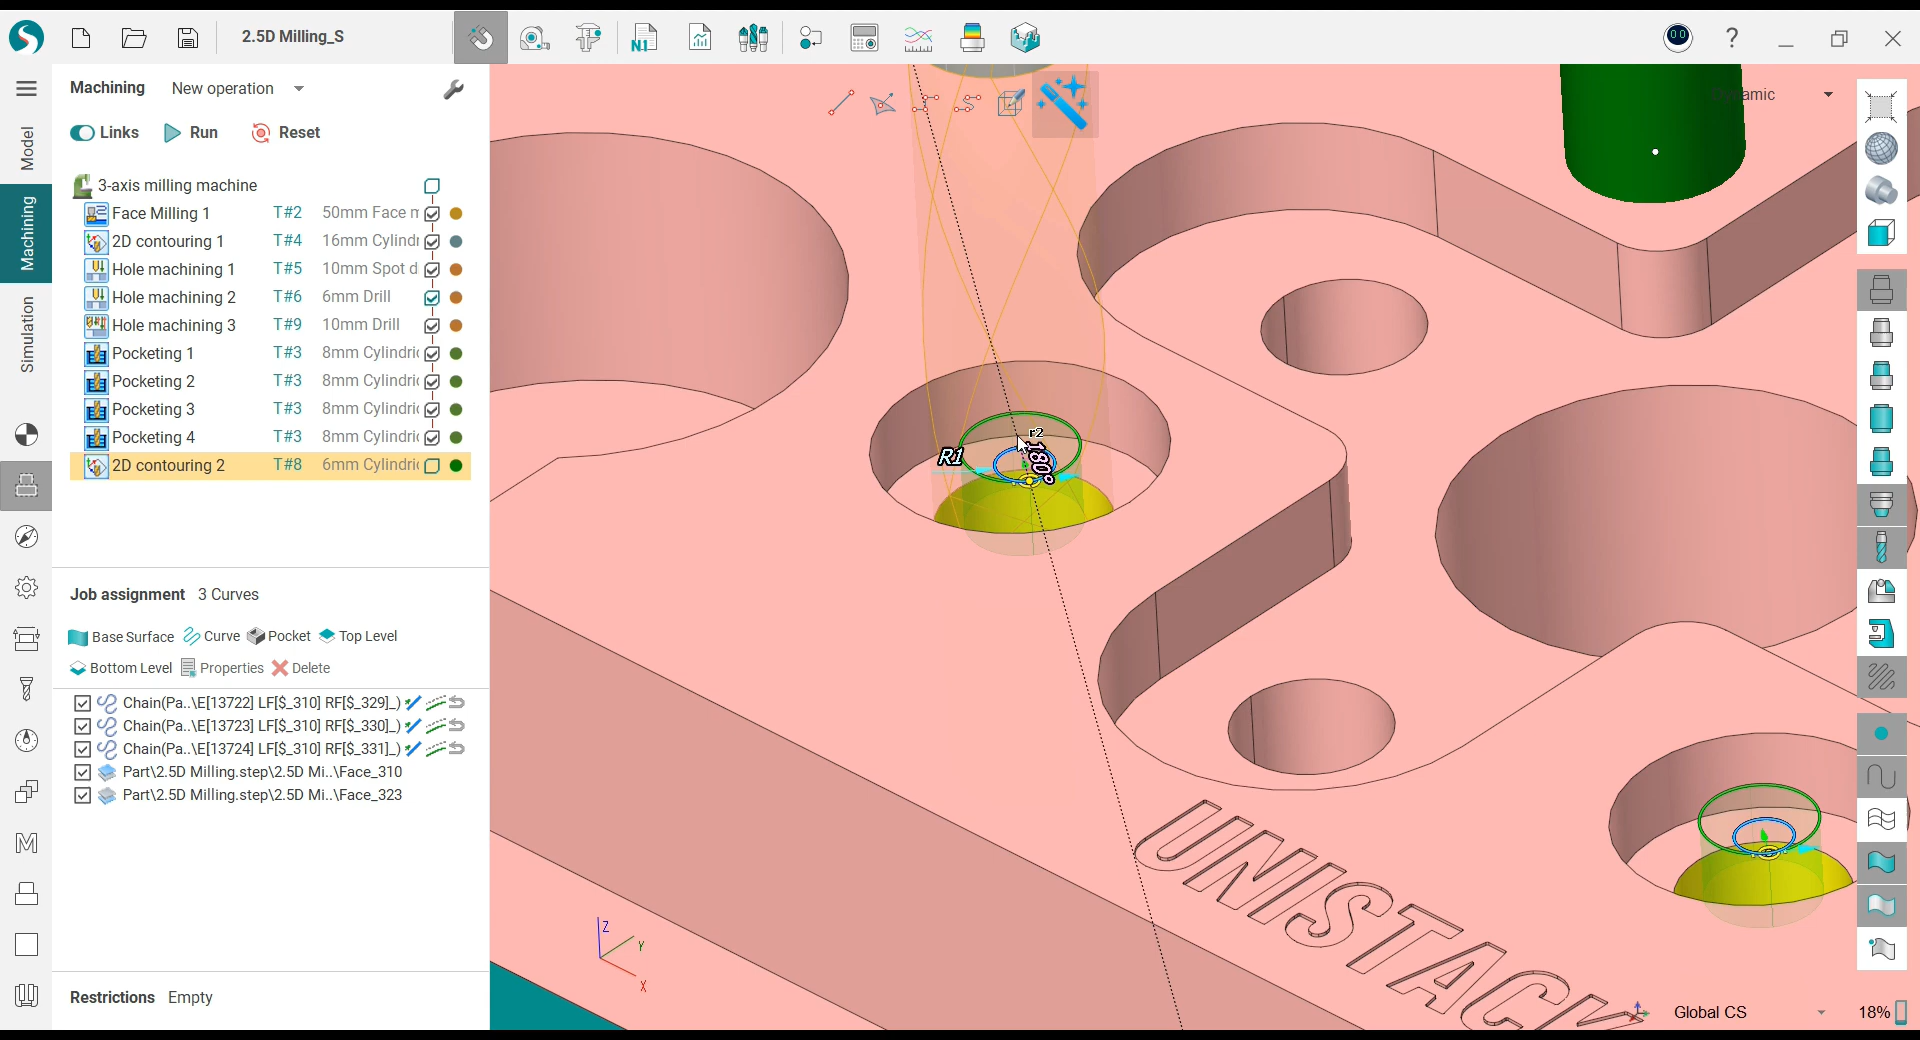 2.5D Milling_S
N1
?
Machining New operation
Links Run Reset
Model
Machining
Simulation
3-axis milling machine
Face Milling 1 T#2 50mm Face m
2D contouring 1 T#4 16mm Cylindr
Hole machining 1 T#5 10mm Spot d
Hole machining 2 T#6 6mm Drill
Hole machining 3 T#9 10mm Drill
Pocketing 1 T#3 8mm Cylindric
Pocketing 2 T#3 8mm Cylindric
Pocketing 3 T#3 8mm Cylindric
Pocketing 4 T#3 8mm Cylindric
2D contouring 2 T#8 6mm Cylindric
Job assignment 3 Curves
Base Surface Curve Pocket Top Level
Bottom Level Properties Delete
Chain(Pa..\E[13722] LF[$_310] RF[$_329]_)
Chain(Pa..\E[13723] LF[$_310] RF[$_330]_)
Chain(Pa..\E[13724] LF[$_310] RF[$_331]_)
Part\2.5D Milling.step\2.5D Mi..\Face_310
Part\2.5D Milling.step\2.5D Mi..\Face_323
Restrictions Empty
Dynamic
r2
R1
180°
UNISTACK
Z
Y
X
Global CS
18%